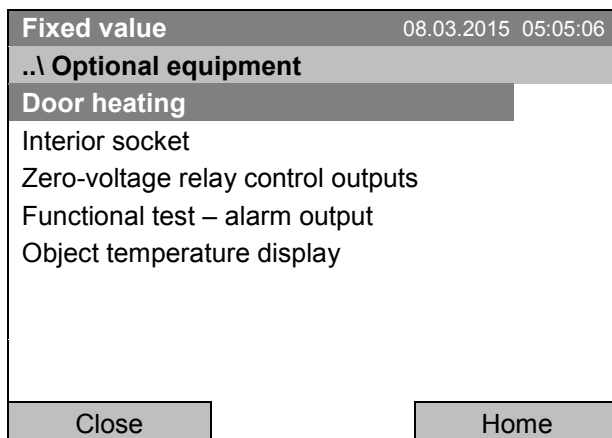 Fixed value 08.03.2015 05:05:06
..\ Optional equipment
Door heating
Interior socket
Zero-voltage relay control outputs
Functional test – alarm output
Object temperature display
Close Home